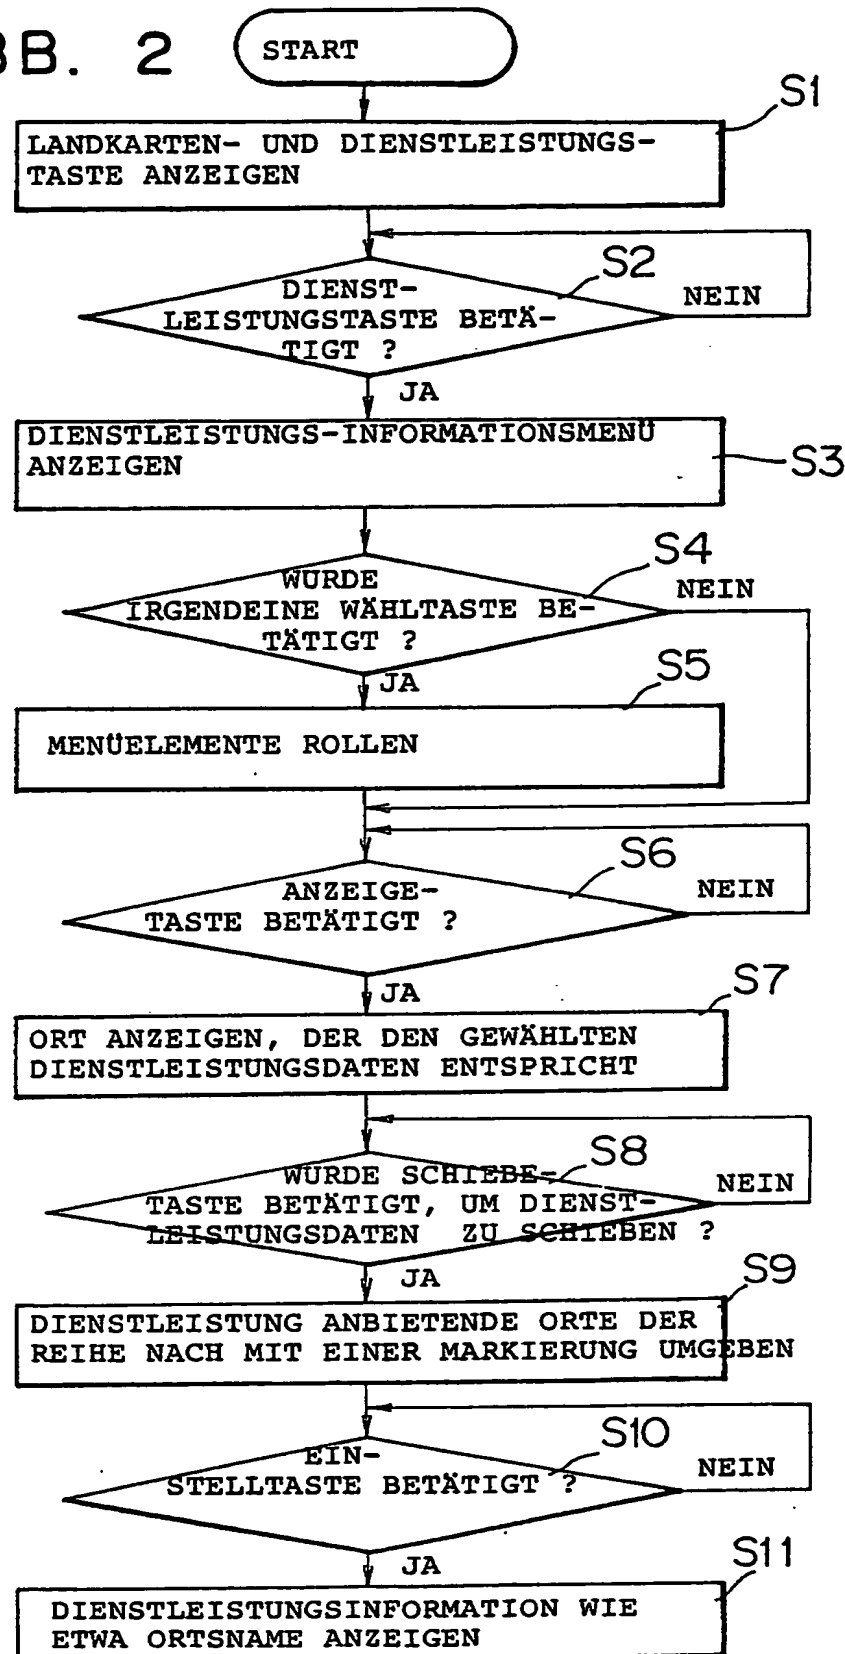 BB. 2
START
S1
LANDKARTEN- UND DIENSTLEISTUNGS-
TASTE ANZEIGEN
S2
DIENST-
LEISTUNGSTASTE BETÄ-
TIGT ?
NEIN
JA
DIENSTLEISTUNGS-INFORMATIONSMENÜ
ANZEIGEN
S3
S4
WURDE
IRGENDEINE WÄHLTASTE BE-
TÄTIGT ?
NEIN
JA
S5
MENÜELEMENTE ROLLEN
S6
ANZEIGE-
TASTE BETÄTIGT ?
NEIN
JA
S7
ORT ANZEIGEN, DER DEN GEWÄHLTEN
DIENSTLEISTUNGSDATEN ENTSPRICHT
S8
WURDE SCHIEBE-
TASTE BETÄTIGT, UM DIENST-
LEISTUNGSDATEN ZU SCHIEBEN ?
NEIN
JA
S9
DIENSTLEISTUNG ANBIETENDE ORTE DER
REIHE NACH MIT EINER MARKIERUNG UMGEBEN
S10
EIN-
STELLTASTE BETÄTIGT ?
NEIN
JA
S11
DIENSTLEISTUNGSINFORMATION WIE
ETWA ORTSNAME ANZEIGEN